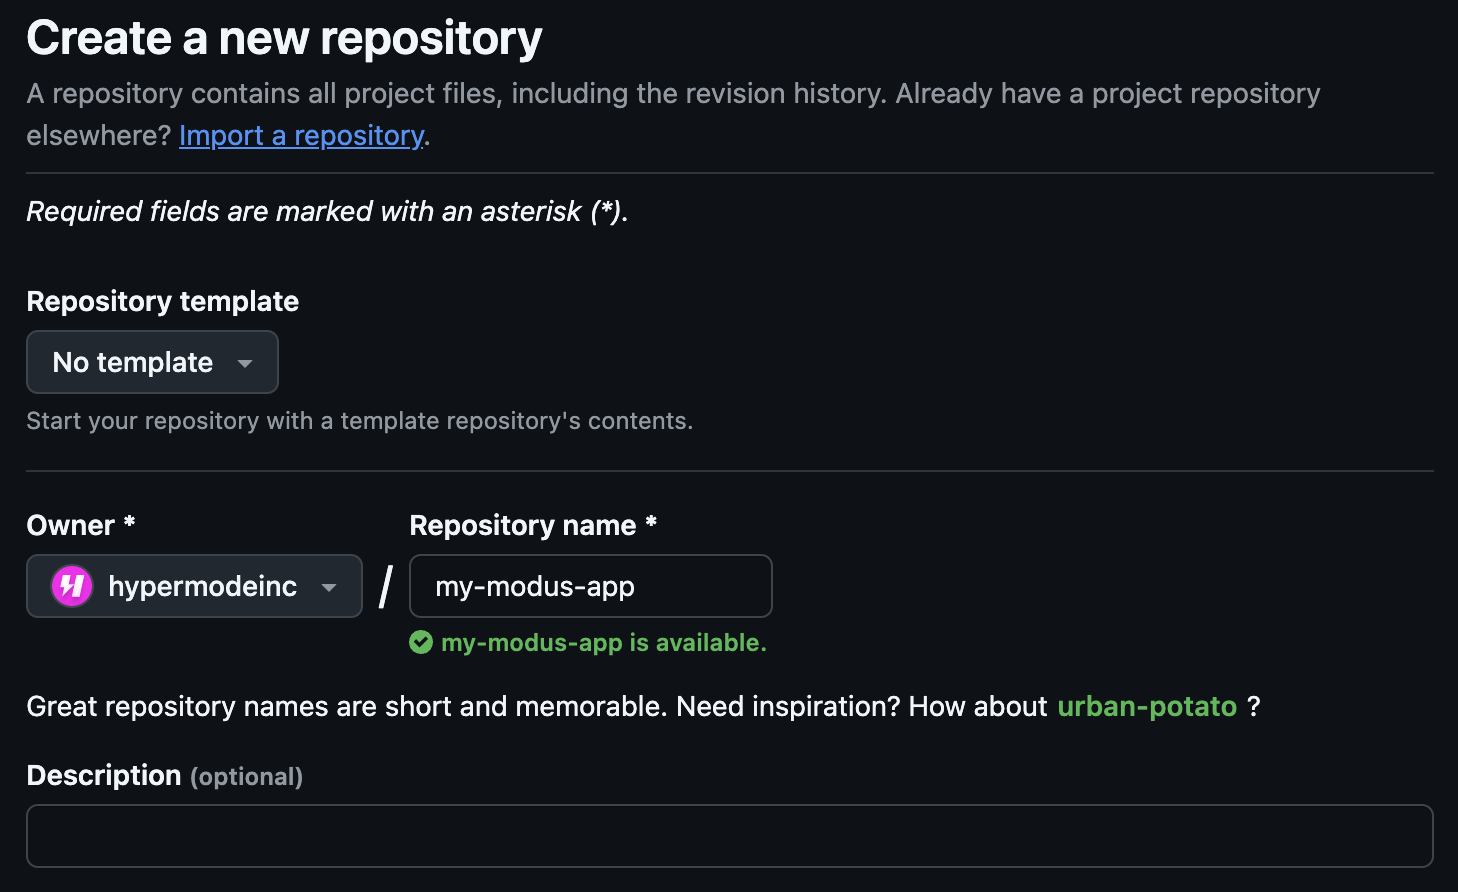 Create a new repository
A repository contains all project files, including the revision history. Already have a project repository
elsewhere? Import a repository.
Required fields are marked with an asterisk (*).
Repository template
No template
Start your repository with a template repository's contents.
Owner *
Repository name *
hypermodeinc
/
my-modus-app
my-modus-app is available.
Great repository names are short and memorable. Need inspiration? How about urban-potato ?
Description (optional)